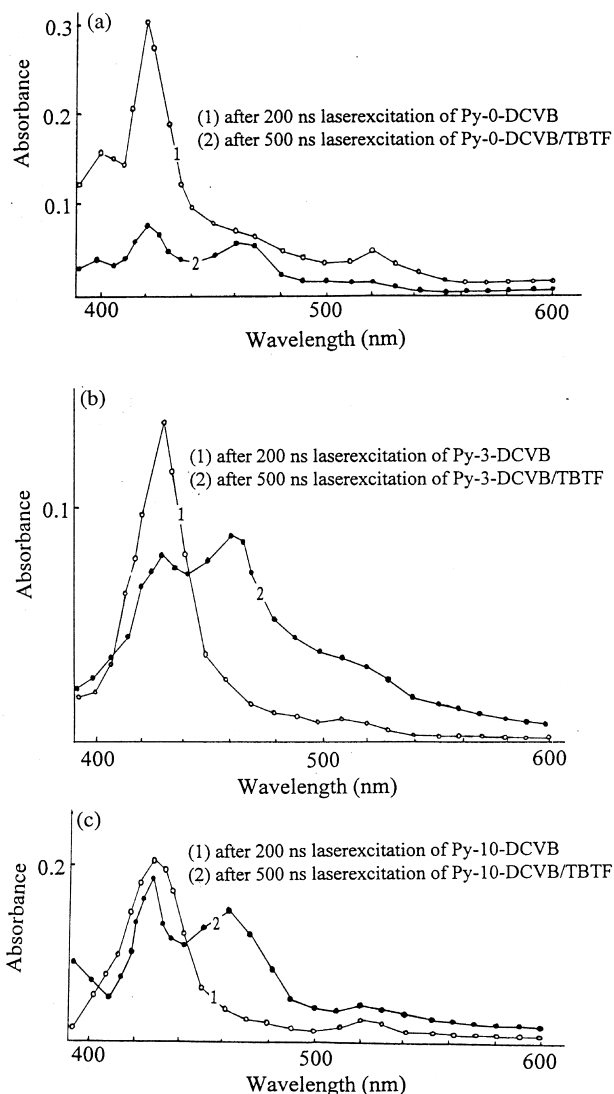 (a)
0.3
0.2
0.1
Absorbance
(1) after 200 ns laserexcitation of Py-0-DCVB
(2) after 500 ns laserexcitation of Py-0-DCVB/TBTF
1
2
400
500
600
Wavelength (nm)
(b)
0.1
Absorbance
(1) after 200 ns laserexcitation of Py-3-DCVB
(2) after 500 ns laserexcitation of Py-3-DCVB/TBTF
1
2
400
500
600
Wavelength (nm)
(c)
0.2
Absorbance
(1) after 200 ns laserexcitation of Py-10-DCVB
(2) after 500 ns laserexcitation of Py-10-DCVB/TBTF
2
1
400
500
600
Wavelength (nm)